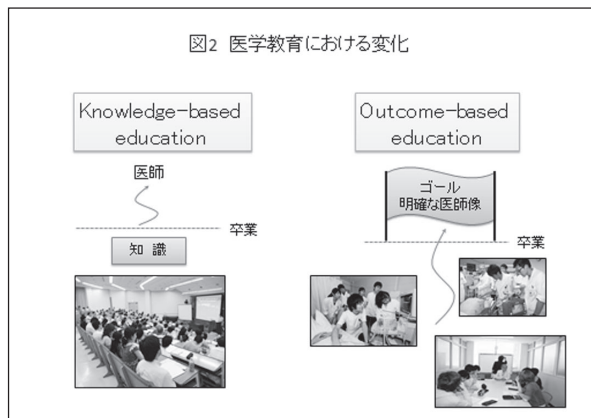 図2 医学教育における変化
Knowledge-based
education
医師
卒業
知 識
Outcome-based
education
ゴール
明確な医師像
卒業